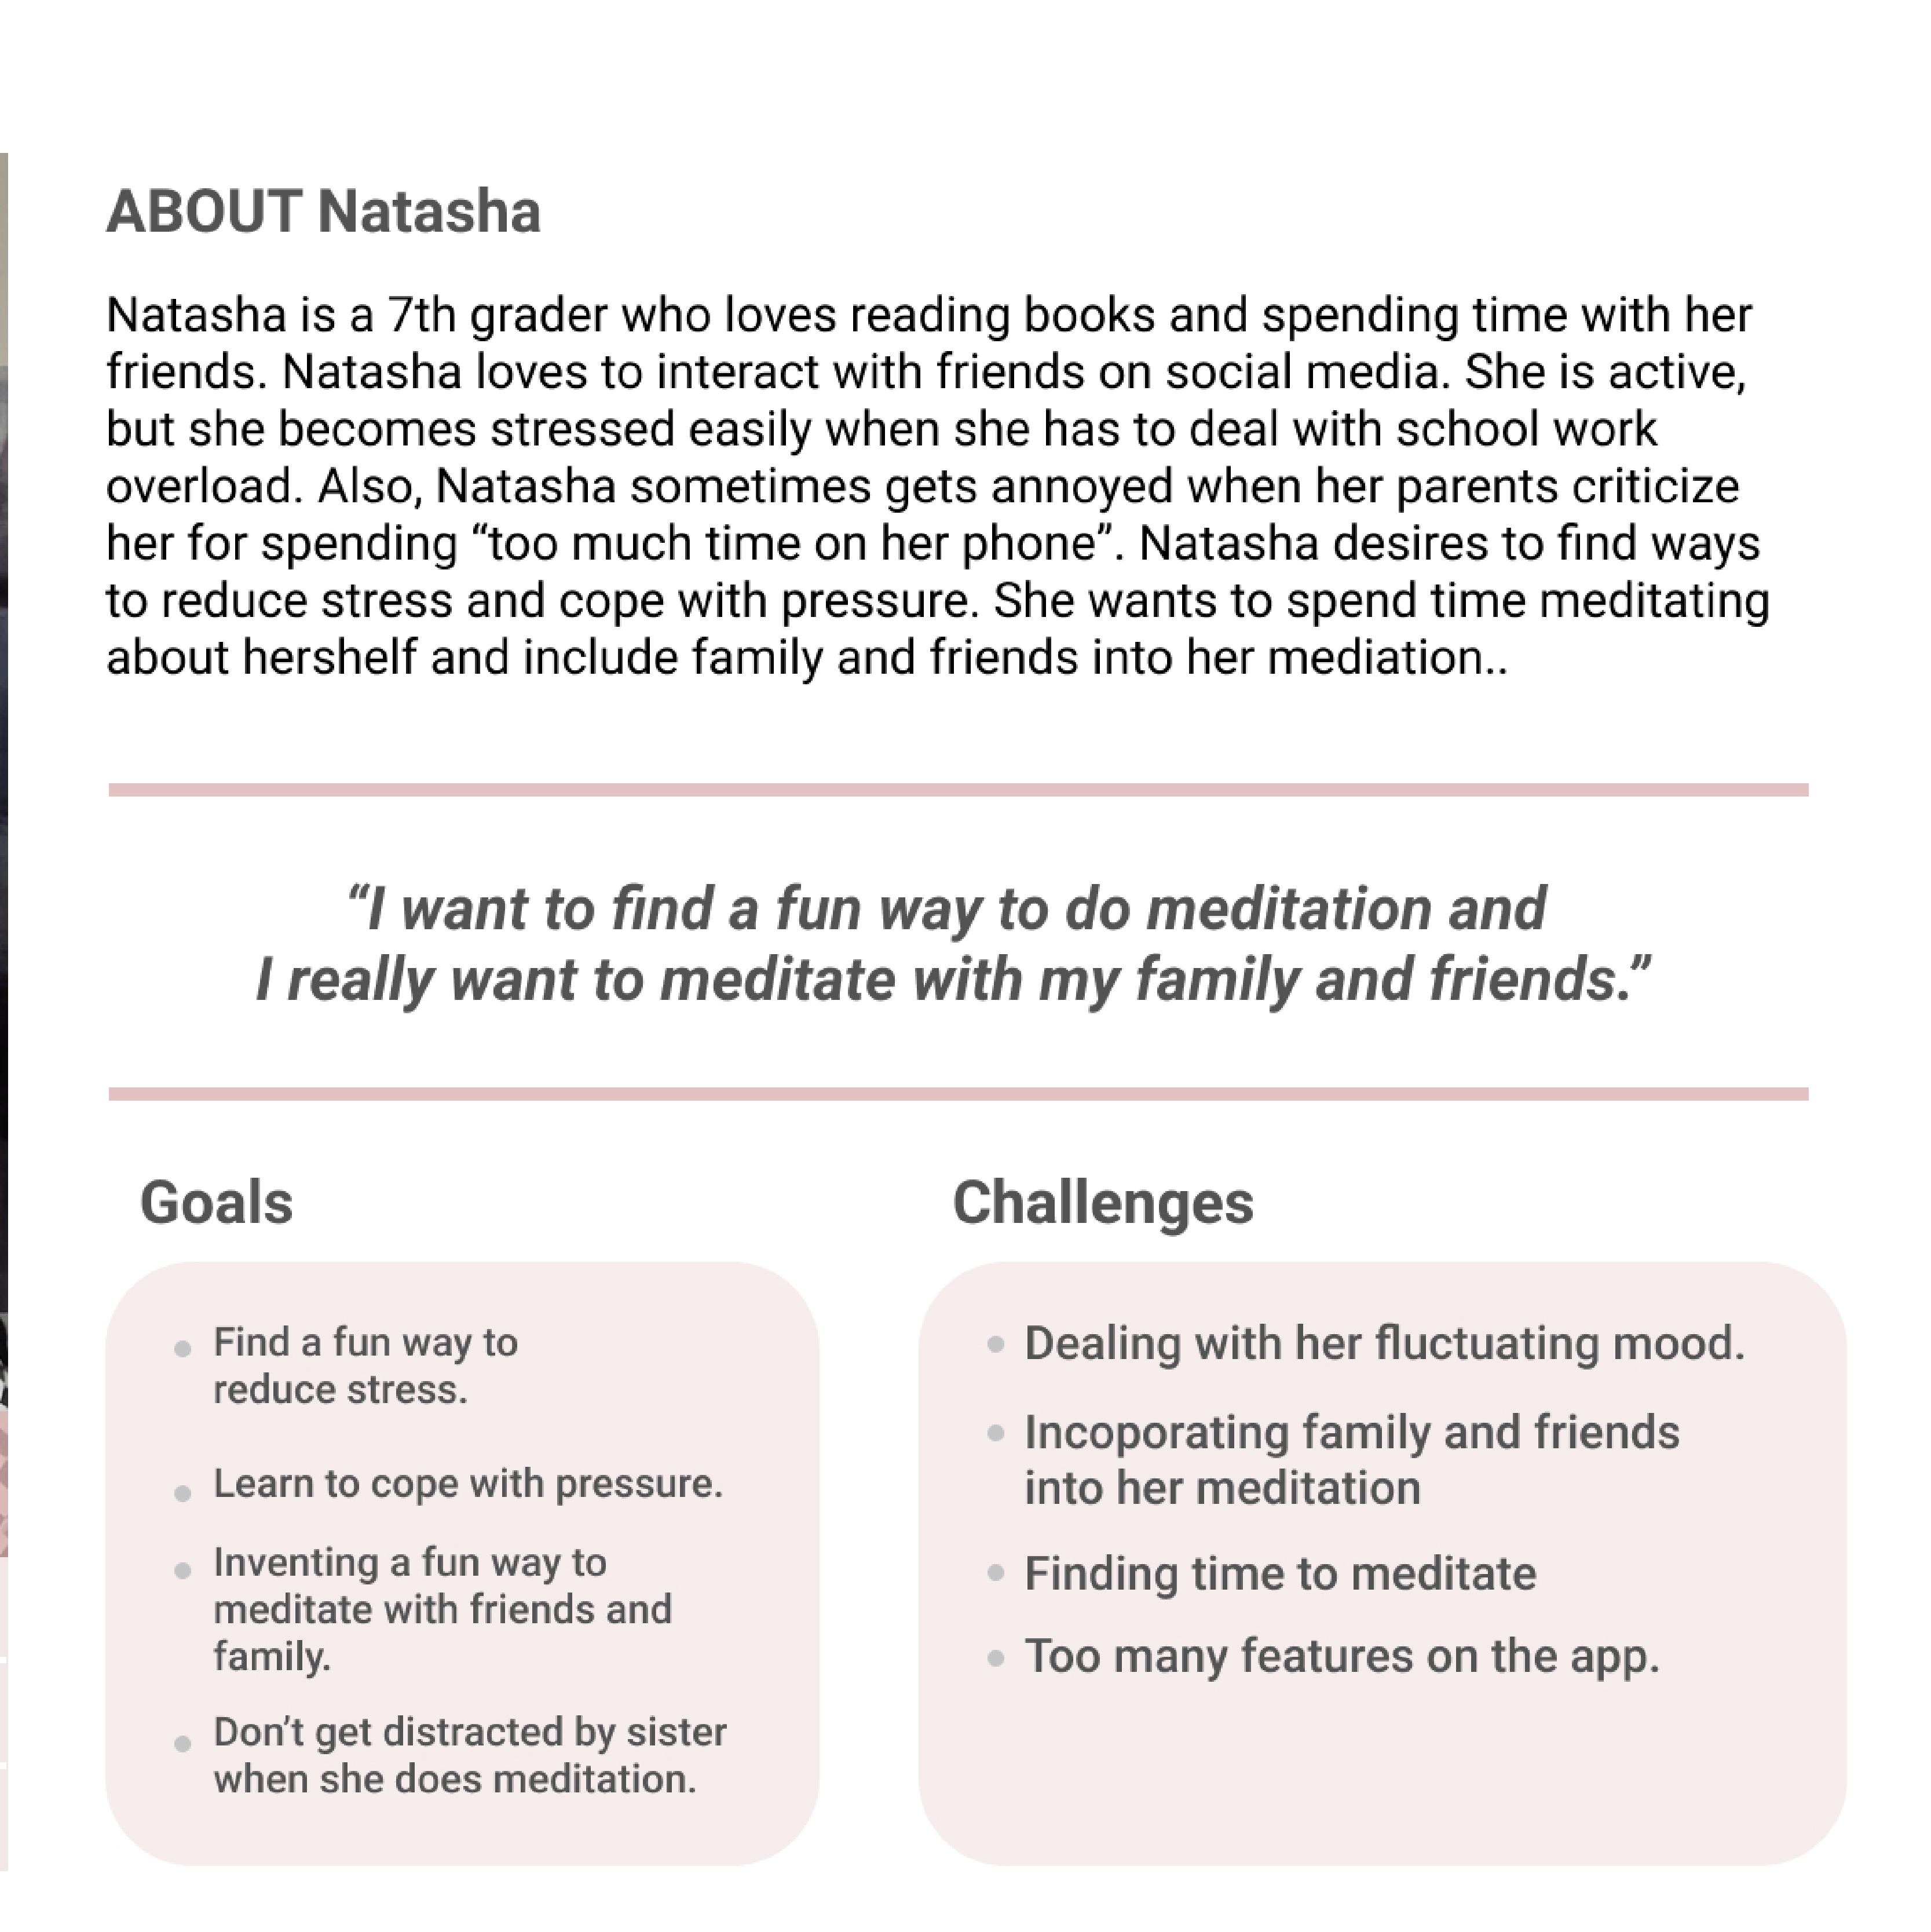 ABOUT Natasha
Natasha is a 7th grader who loves reading books and spending time with her
friends. Natasha loves to interact with friends on social media. She is active,
but she becomes stressed easily when she has to deal with school work
overload. Also, Natasha sometimes gets annoyed when her parents criticize
her for spending “too much time on her phone”. Natasha desires to find ways
to reduce stress and cope with pressure. She wants to spend time meditating
about hershelf and include family and friends into her mediation..
“I want to find a fun way to do meditation and
I really want to meditate with my family and friends.”
Goals
Find a fun way to
reduce stress.
Learn to cope with pressure.
Inventing a fun way to
meditate with friends and
family.
Don’t get distracted by sister
when she does meditation.
Challenges
Dealing with her fluctuating mood.
Incoporating family and friends
into her meditation
Finding time to meditate
Too many features on the app.